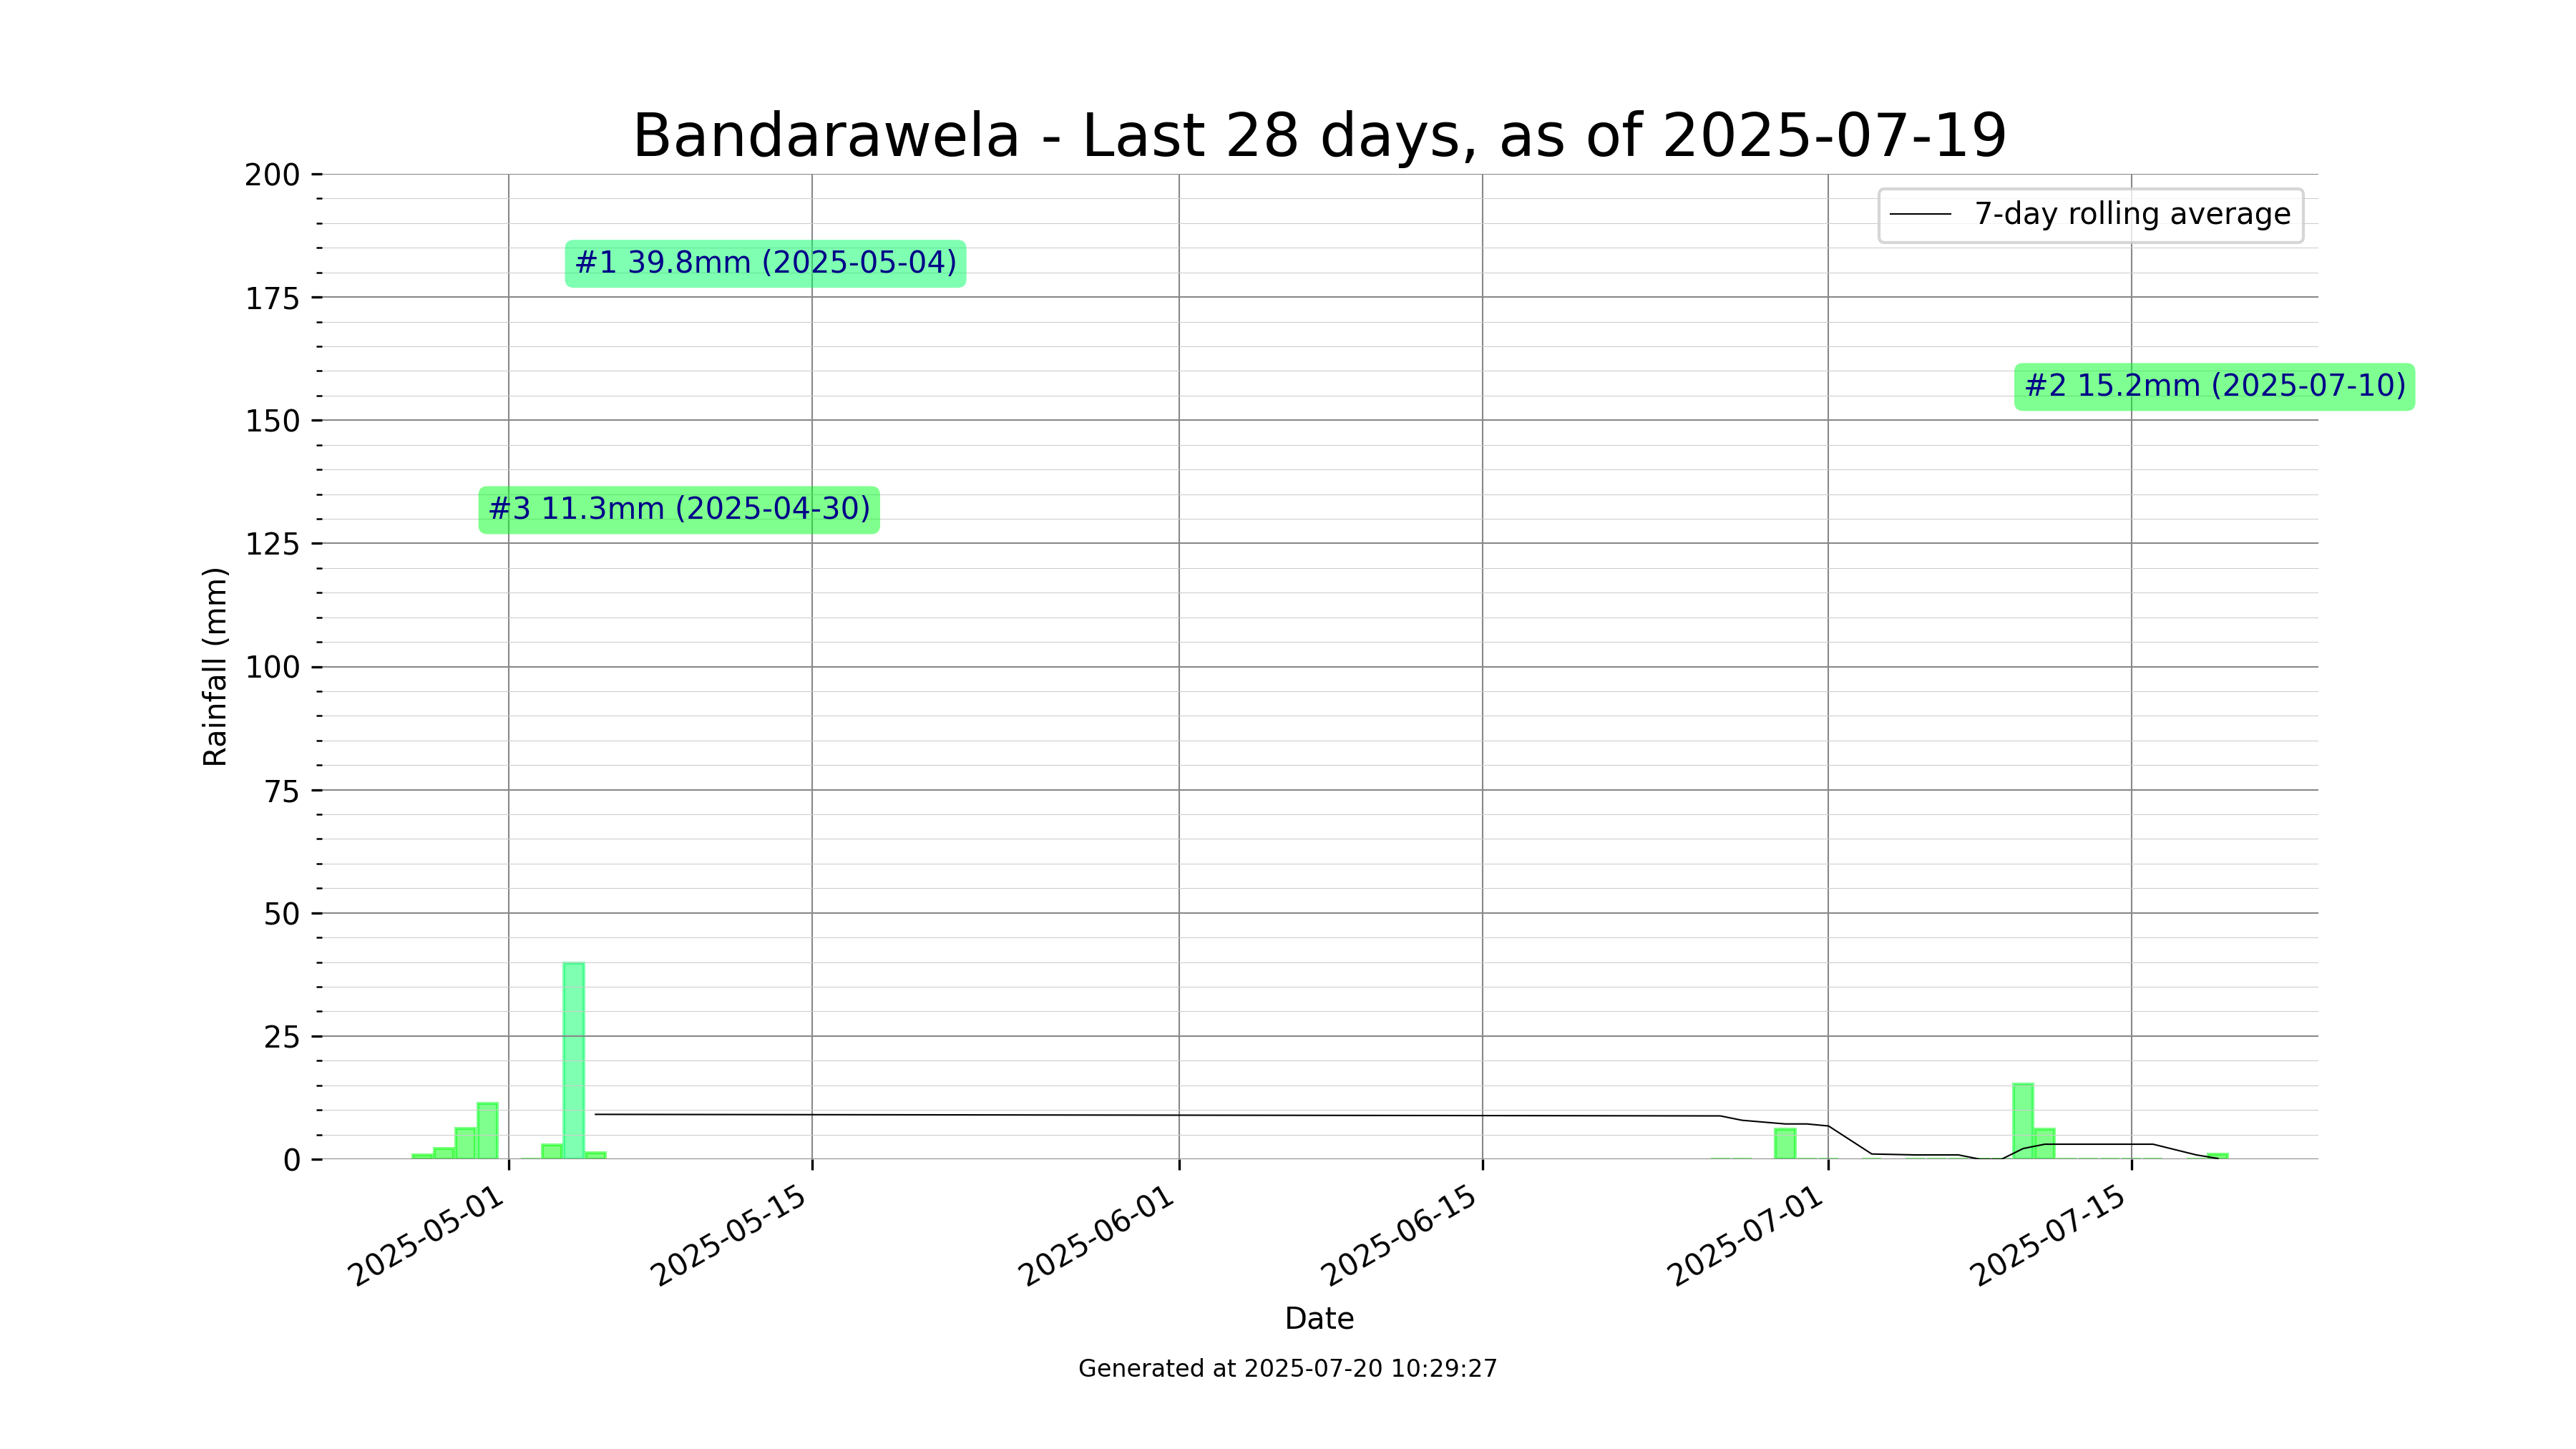 Bandarawela - Last 28 days, as of 2025-07-19
7-day rolling average
#1 39.8mm (2025-05-04)
#2 15.2mm (2025-07-10)
#3 11.3mm (2025-04-30)
Rainfall (mm)
200
175
150
125
100
75
50
25
0
2025-05-01
2025-05-15
2025-06-01
2025-06-15
2025-07-01
2025-07-15
Date
Generated at 2025-07-20 10:29:27